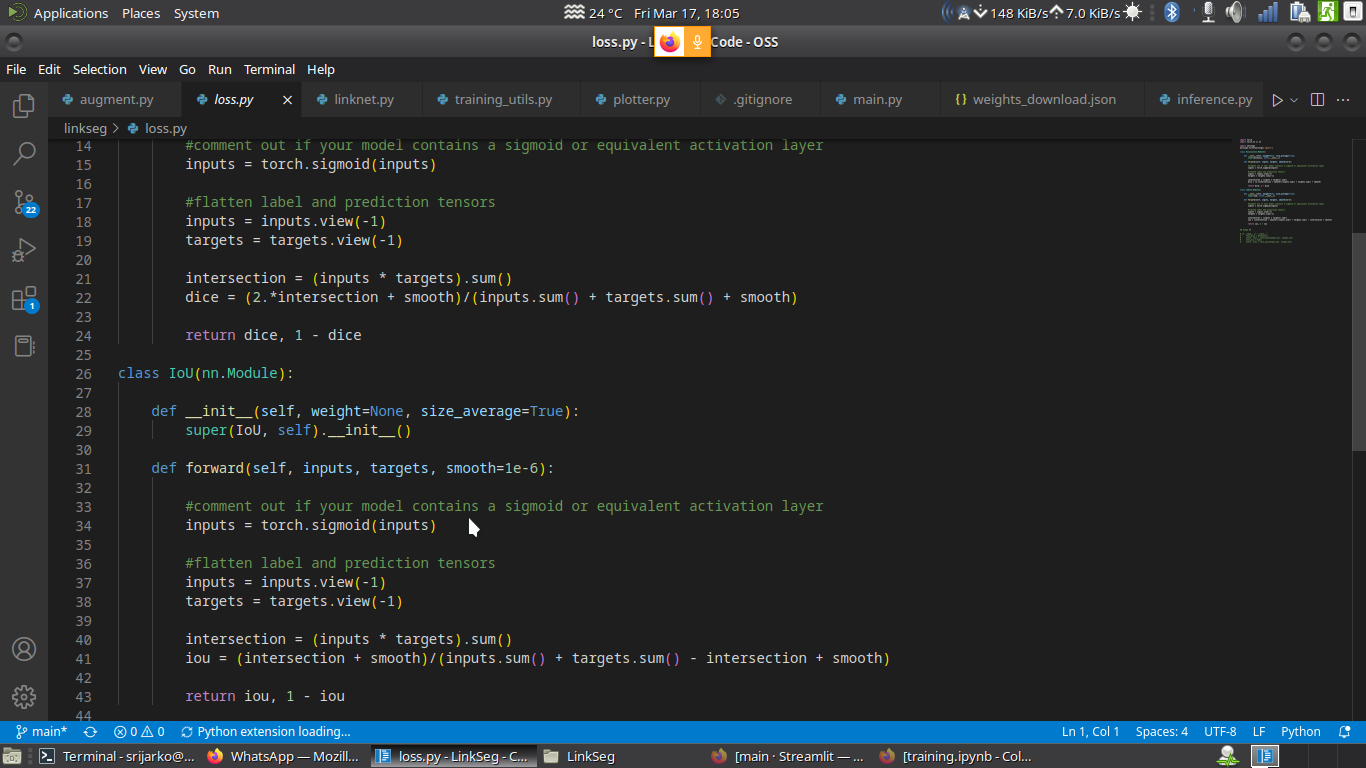 Applications Places System 24 °C Fri Mar 17, 18:05 148 KiB/s 7.0 KiB/s
loss.py - L Code - OSS
File Edit Selection View Go Run Terminal Help
augment.py loss.py linknet.py training_utils.py plotter.py .gitignore main.py {} weights_download.json inference.py
linkseg > loss.py
14 #comment out if your model contains a sigmoid or equivalent activation layer
15 inputs = torch.sigmoid(inputs)
16
17 #flatten label and prediction tensors
18 inputs = inputs.view(-1)
19 targets = targets.view(-1)
20
21 intersection = (inputs * targets).sum()
22 dice = (2.*intersection + smooth)/(inputs.sum() + targets.sum() + smooth)
23
24 return dice, 1 - dice
25
26 class IoU(nn.Module):
27
28 def __init__(self, weight=None, size_average=True):
29 super(IoU, self).__init__()
30
31 def forward(self, inputs, targets, smooth=1e-6):
32
33 #comment out if your model contains a sigmoid or equivalent activation layer
34 inputs = torch.sigmoid(inputs)
35
36 #flatten label and prediction tensors
37 inputs = inputs.view(-1)
38 targets = targets.view(-1)
39
40 intersection = (inputs * targets).sum()
41 iou = (intersection + smooth)/(inputs.sum() + targets.sum() - intersection + smooth)
42
43 return iou, 1 - iou
44
22
1
main* 0 0 Python extension loading... Ln 1, Col 1 Spaces: 4 UTF-8 LF Python
Terminal - srijarko@... WhatsApp — Mozill... loss.py - LinkSeg - C... LinkSeg [main · Streamlit — ... [training.ipynb - Col...